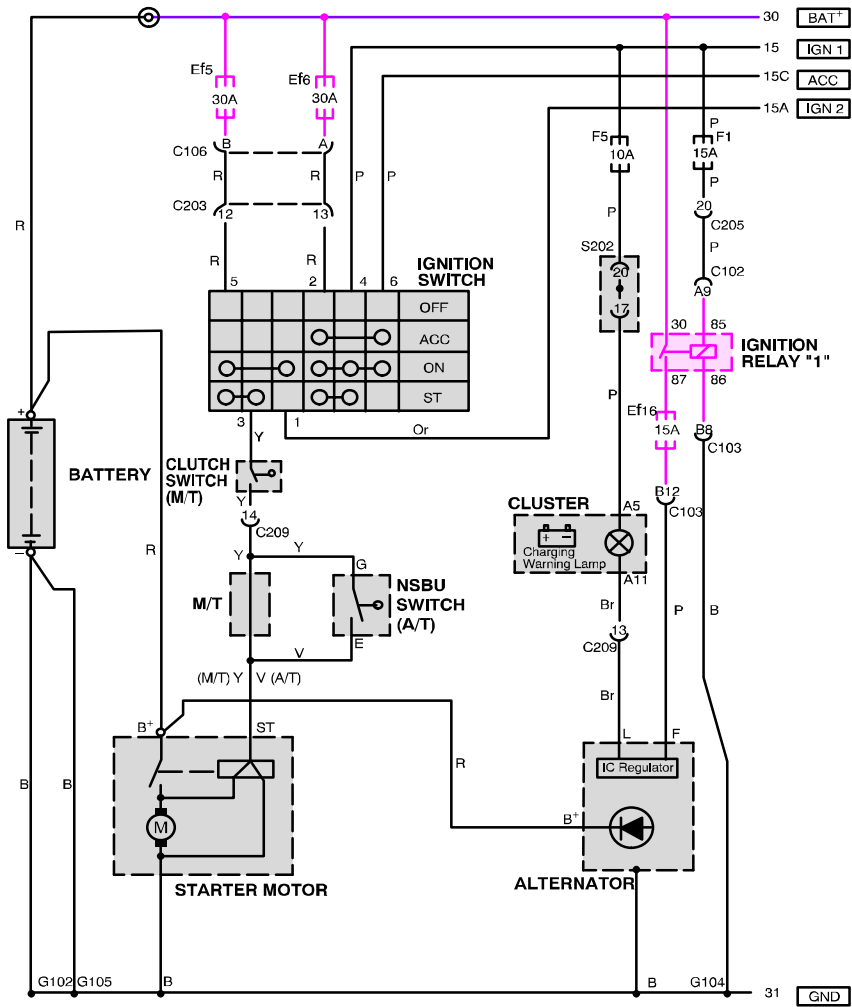 30 BAT+
15 IGN 1
15C ACC
15A IGN 2
Ef5
30A
Ef6
30A
F5
10A
P
F1
15A
C106
B
A
R
R
P
P
P
P
C203
12
13
20
C205
R
R
R
S202
20
17
P
C102
A9
5
2
4
6
IGNITION
SWITCH
OFF
ACC
ON
ST
30
85
IGNITION
RELAY "1"
87
86
3
1
Or
Y
P
Ef16
15A
B8
C103
+
BATTERY
–
CLUTCH
SWITCH
(M/T)
Y
14
C209
B12
C103
CLUSTER
A5
+ –
Charging
Warning Lamp
A11
R
Y
Y
G
M/T
NSBU
SWITCH
(A/T)
E
V
(M/T) Y
V (A/T)
Br
13
C209
Br
P
B
B+
ST
R
L
F
IC Regulator
B
B
M
B+
STARTER MOTOR
ALTERNATOR
G102
G105
B
B
G104
31 GND